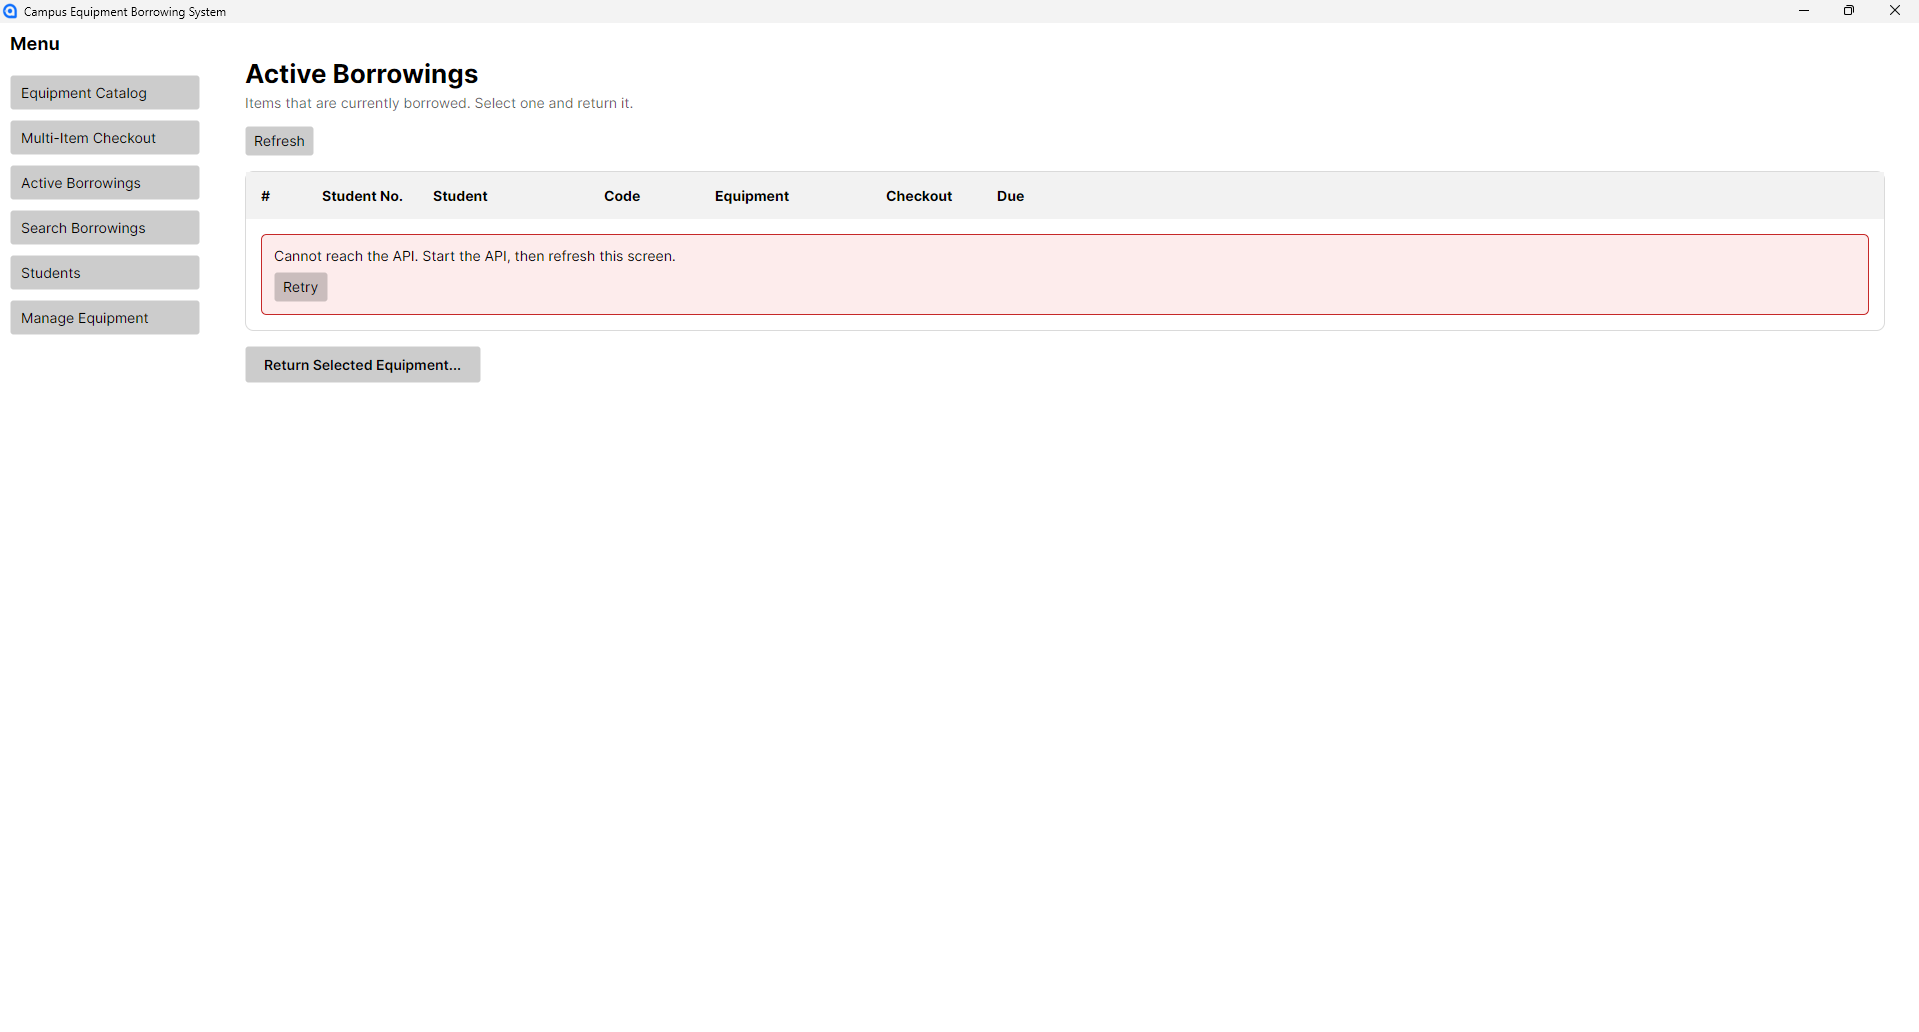 Campus Equipment Borrowing System
Menu
Equipment Catalog
Multi-Item Checkout
Active Borrowings
Search Borrowings
Students
Manage Equipment
Active Borrowings
Items that are currently borrowed. Select one and return it.
Refresh
# Student No. Student Code Equipment Checkout Due
Cannot reach the API. Start the API, then refresh this screen.
Retry
Return Selected Equipment...